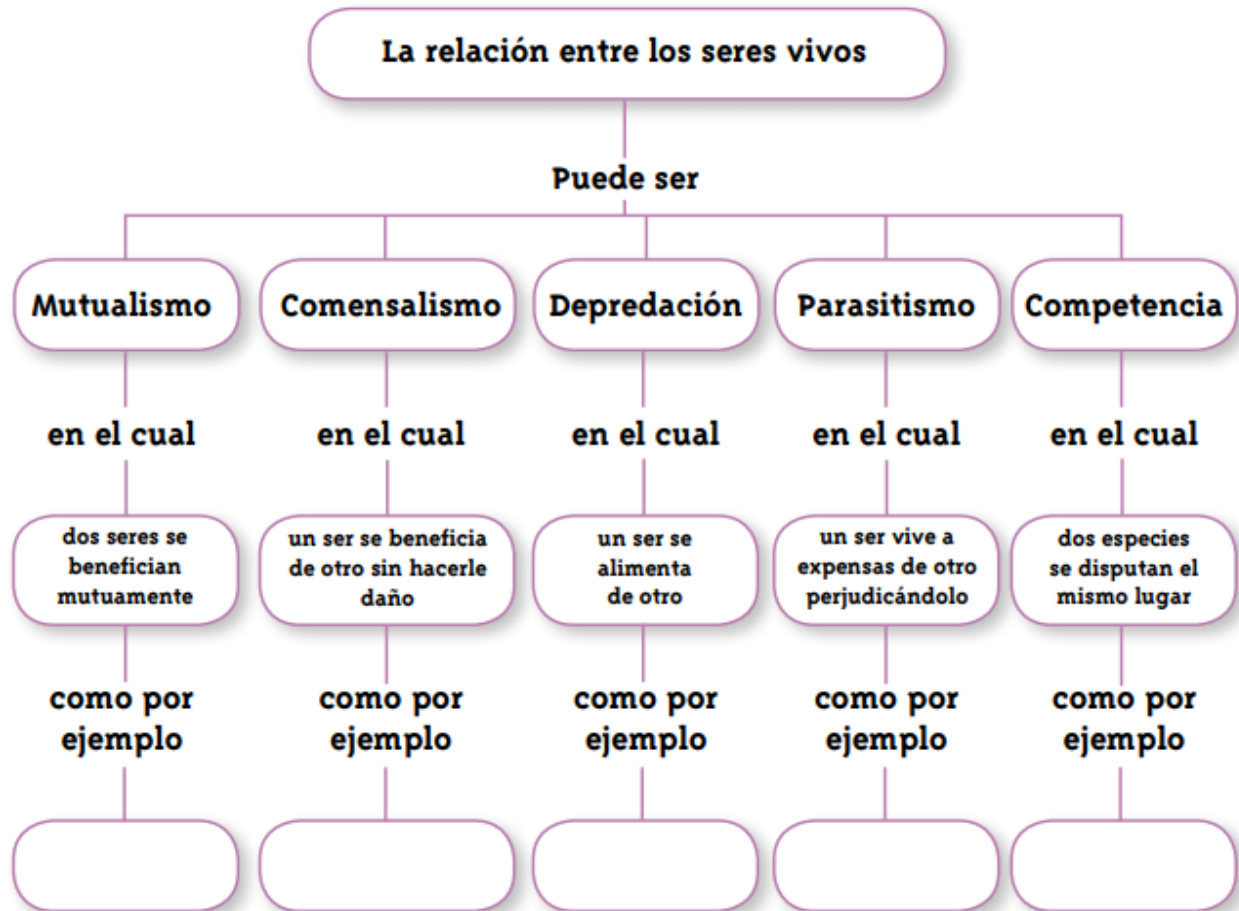 La relación entre los seres vivos
Puede ser
Mutualismo
Comensalismo
Depredación
Parasitismo
Competencia
en el cual
en el cual
en el cual
en el cual
en el cual
dos seres se
benefician
mutuamente
un ser se beneficia
de otro sin hacerle
daño
un ser se
alimenta
de otro
un ser vive a
expensas de otro
perjudicándolo
dos especies
se disputan el
mismo lugar
como por
ejemplo
como por
ejemplo
como por
ejemplo
como por
ejemplo
como por
ejemplo